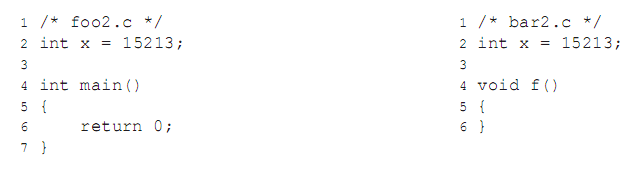 1 /* foo2.c */
2 int x = 15213;
3
4 int main()
5 {
6     return 0;
7 }
1 /* bar2.c */
2 int x = 15213;
3
4 void f()
5 {
6 }